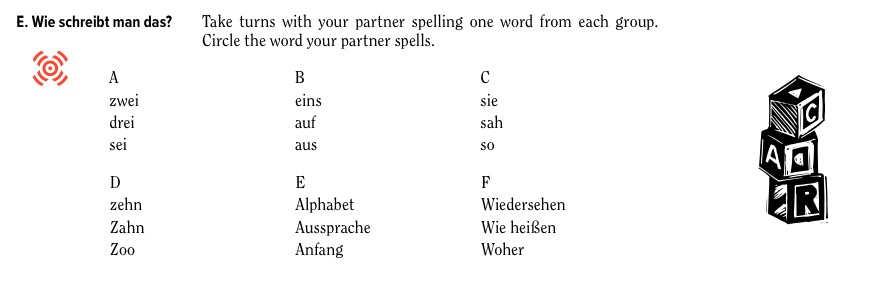 E. Wie schreibt man das?
Take turns with your partner spelling one word from each group.
Circle the word your partner spells.
A
zwei
drei
sei
B
eins
auf
aus
C
sie
sah
so
D
zehn
Zahn
Zoo
E
Alphabet
Aussprache
Anfang
F
Wiedersehen
Wie heißen
Woher
C
A
R